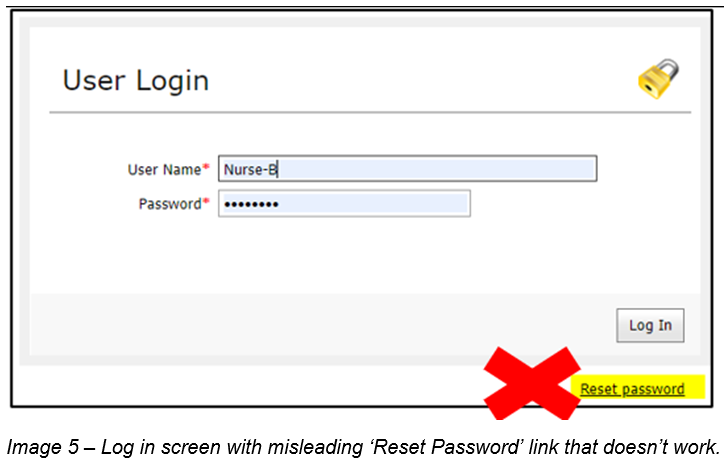 User Login
User Name* Nurse-B
Password* ••••••••
Log In
Reset password
Image 5 – Log in screen with misleading ‘Reset Password’ link that doesn’t work.